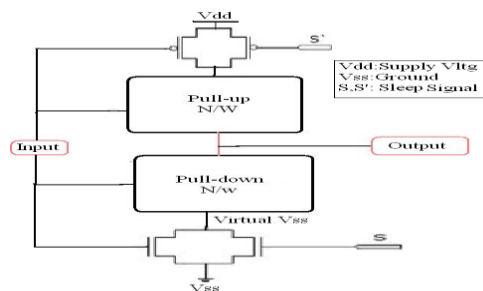 Vdd
S`
Vdd:Supply Vltg
Vss:Ground
S,S': Sleep Signal
Pull-up
N/W
Input
Output
Pull-down
N/w
Virtual Vss
S
Vss